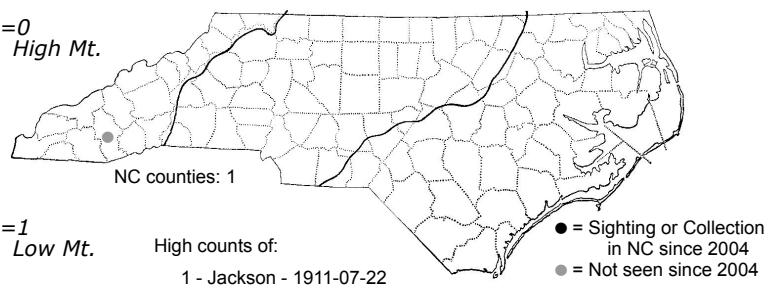 =0
High Mt.
NC counties: 1
=1
Low Mt.
High counts of:
1 - Jackson - 1911-07-22
● = Sighting or Collection
in NC since 2004
● = Not seen since 2004